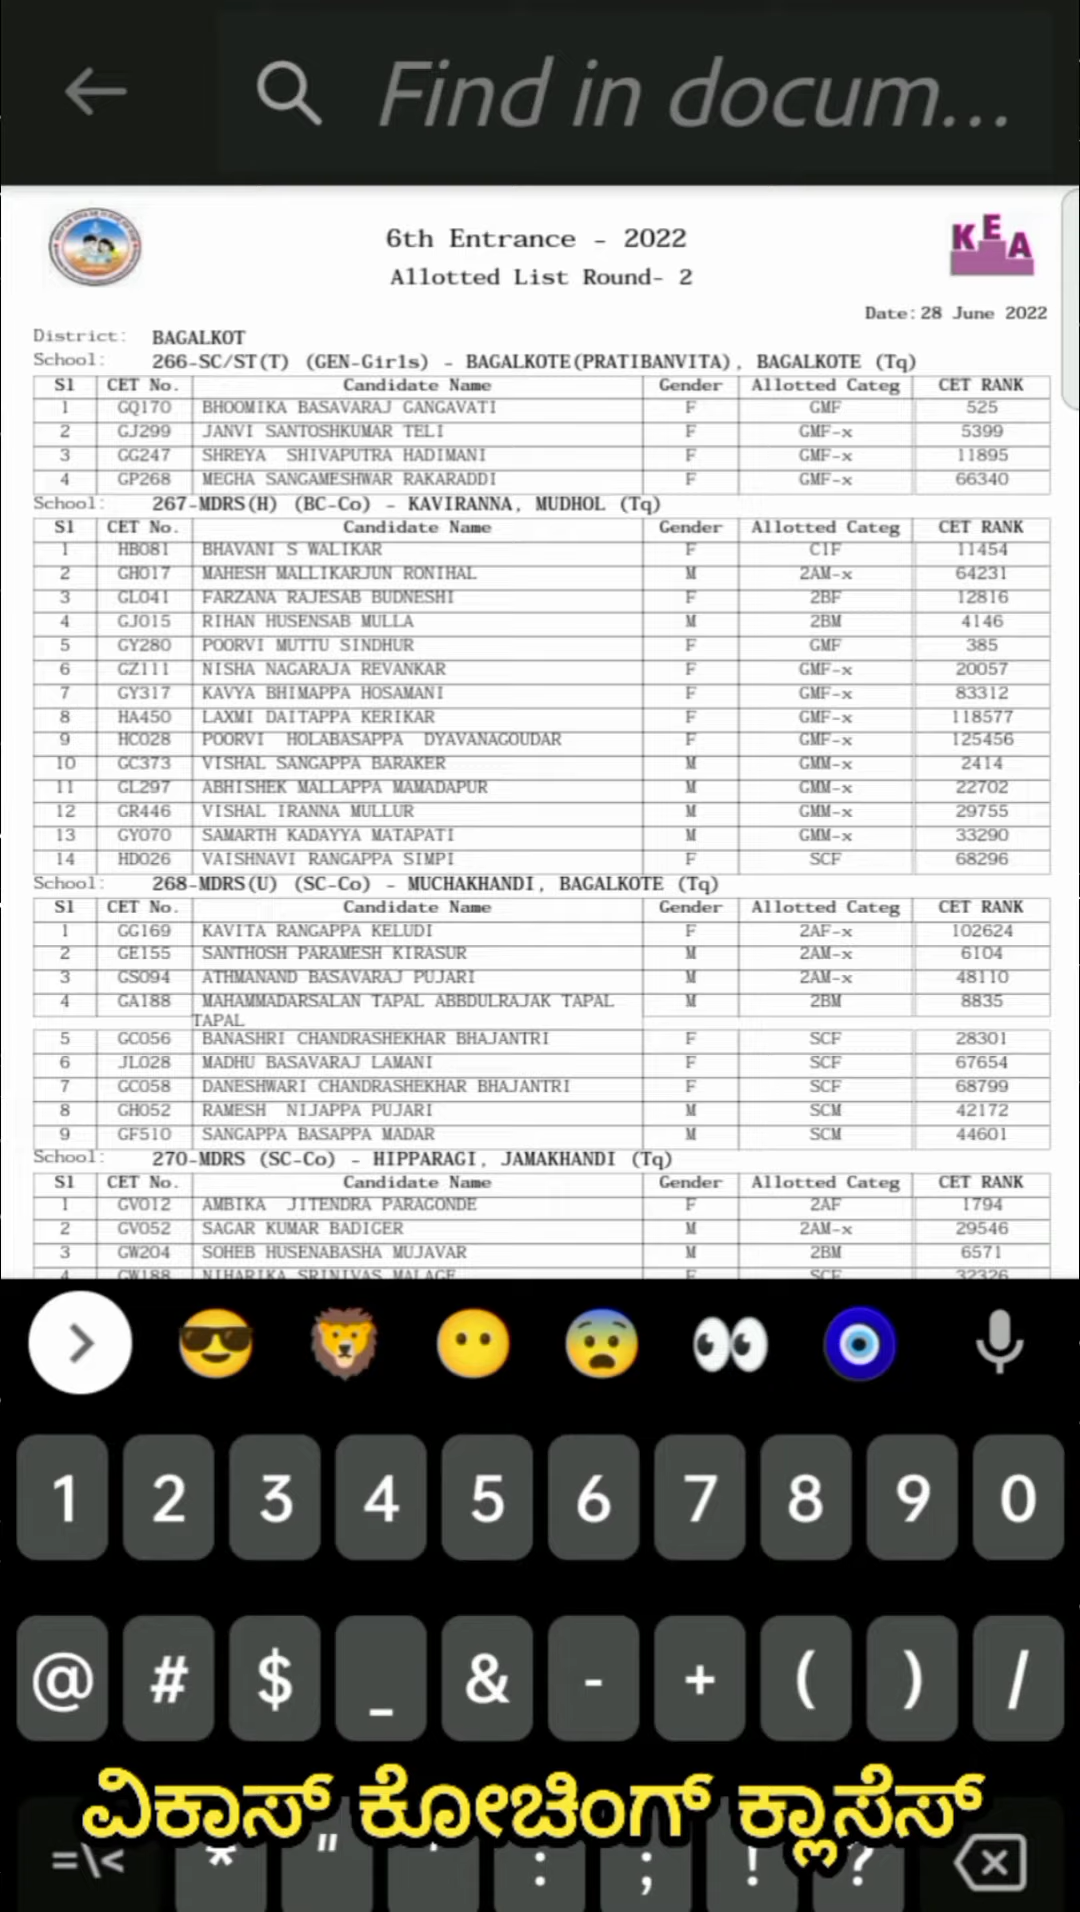 Find in docum...
6th Entrance - 2022
KEA
Allotted List Round- 2
Date:28 June 2022
District: BAGALKOT
School: 266-SC/ST(T) (GEN-Girls) - BAGALKOTE(PRATIBANVITA), BAGALKOTE (Tq)
Sl CET No. Candidate Name Gender Allotted Categ CET RANK
1 GQ170 BHOOMIKA BASAVARAJ GANGAVATI F GMF 525
2 GJ299 JANVI SANTOSHKUMAR TELI F GMF-x 5399
3 GG247 SHREYA SHIVAPUTRA HADIMANI F GMF-x 11895
4 GP268 MEGHA SANGAMESHWAR RAKARADDI F GMF-x 66340
School: 267-MDRS(H) (BC-Co) - KAVIRANNA, MUDHOL (Tq)
Sl CET No. Candidate Name Gender Allotted Categ CET RANK
1 HB081 BHAVANI S WALIKAR F C1F 11454
2 GH017 MAHESH MALLIKARJUN RONIHAL M 2AM-x 64231
3 GL041 FARZANA RAJESAB BUDNESHI F 2BF 12816
4 GJ015 RIHAN HUSENSAB MULLA M 2BM 4146
5 GY280 POORVI MUTTU SINDHUR F GMF 385
6 GZ111 NISHA NAGARAJA REVANKAR F GMF-x 20057
7 GY317 KAVYA BHIMAPPA HOSAMANI F GMF-x 83312
8 HA450 LAXMI DAITAPPA KERIKAR F GMF-x 118577
9 HC028 POORVI HOLABASAPPA DYAVANAGOUDAR F GMF-x 125456
10 GC373 VISHAL SANGAPPA BARAKER M GMM-x 2414
11 GL297 ABHISHEK MALLAPPA MAMADAPUR M GMM-x 22702
12 GR446 VISHAL IRANNA MULLUR M GMM-x 29755
13 GY070 SAMARTH KADAYYA MATAPATI M GMM-x 33290
14 HD026 VAISHNAVI RANGAPPA SIMPI F SCF 68296
School: 268-MDRS(U) (SC-Co) - MUCHAKHANDI, BAGALKOTE (Tq)
Sl CET No. Candidate Name Gender Allotted Categ CET RANK
1 GG169 KAVITA RANGAPPA KELUDI F 2AF-x 102624
2 GE155 SANTHOSH PARAMESH KIRASUR M 2AM-x 6104
3 GS094 ATHMANAND BASAVARAJ PUJARI M 2AM-x 48110
4 GA188 MAHAMMADARSALAN TAPAL ABBDULRAJAK TAPAL M 2BM 8835
TAPAL
5 GC056 BANASHRI CHANDRASHEKHAR BHAJANTRI F SCF 28301
6 JL028 MADHU BASAVARAJ LAMANI F SCF 67654
7 GC058 DANESHWARI CHANDRASHEKHAR BHAJANTRI F SCF 68799
8 GH052 RAMESH NIJAPPA PUJARI M SCM 42172
9 GF510 SANGAPPA BASAPPA MADAR M SCM 44601
School: 270-MDRS (SC-Co) - HIPPARAGI, JAMAKHANDI (Tq)
Sl CET No. Candidate Name Gender Allotted Categ CET RANK
1 GV012 AMBIKA JITENDRA PARAGONDE F 2AF 1794
2 GV052 SAGAR KUMAR BADIGER M 2AM-x 29546
3 GW204 SOHEB HUSENABASHA MUJAVAR M 2BM 6571
4 GW188 NIHARIKA SRINIVAS MALAGE F SCF 32326
1 2 3 4 5 6 7 8 9 0
@ # $ _ & - + ( ) /
ವಿಕಾಸ್ ಕೋಚಿಂಗ್ ಕ್ಲಾಸೆಸ್
=\< * " ' : ; ! ?